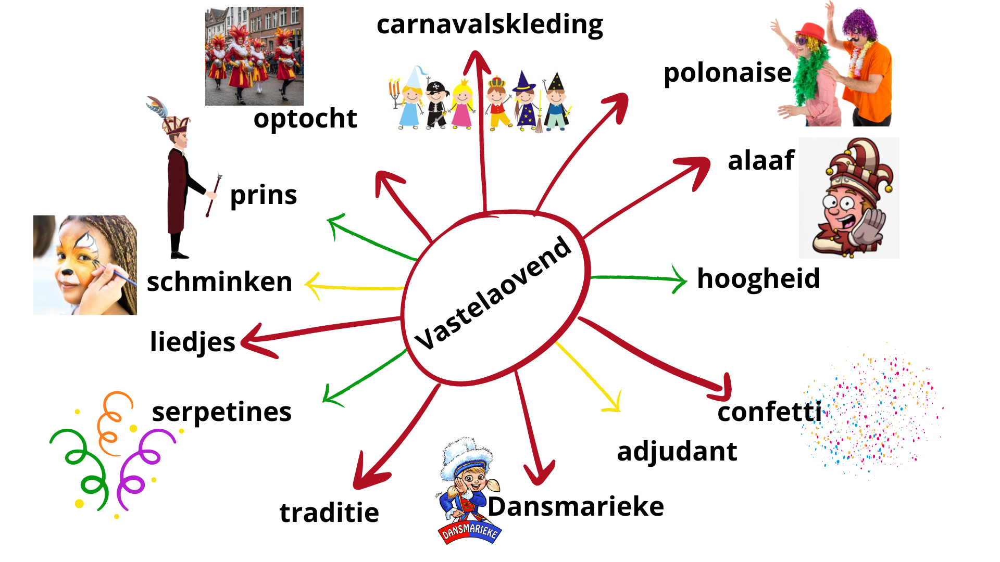 carnavalskleding
polonaise
optocht
alaaf
prins
hoogheid
schminken
Vastelaovend
liedjes
serpetines
confetti
adjudant
Dansmarieke
traditie
DANSMARIEKE